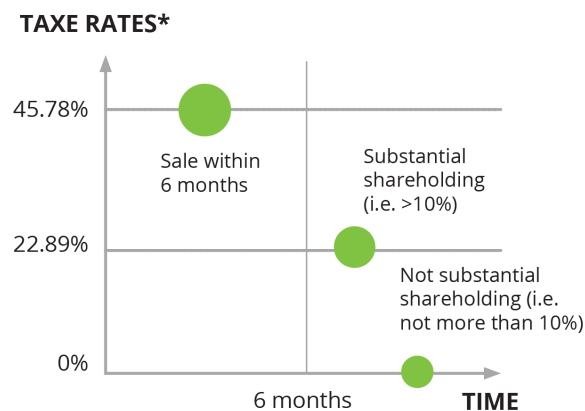 TAXE RATES*
45.78%
Sale within
6 months
Substantial
shareholding
(i.e. >10%)
22.89%
Not substantial
shareholding (i.e.
not more than 10%)
0%
6 months
TIME